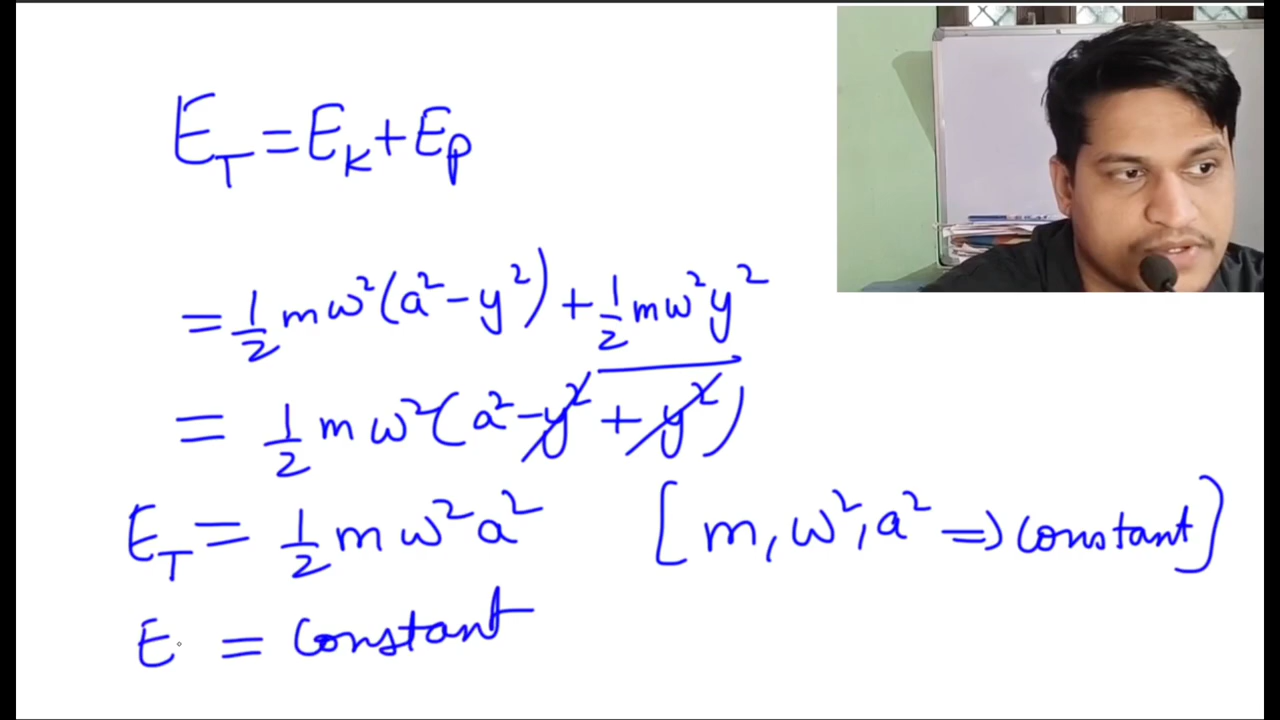 E_T = E_K + E_P
= 1/2 mω²(a² - y²) + 1/2 mω²y²
= 1/2 mω²(a² - y² + y²)
E_T = 1/2 mω²a² [m, ω², a² ⇒ constant]
E = constant